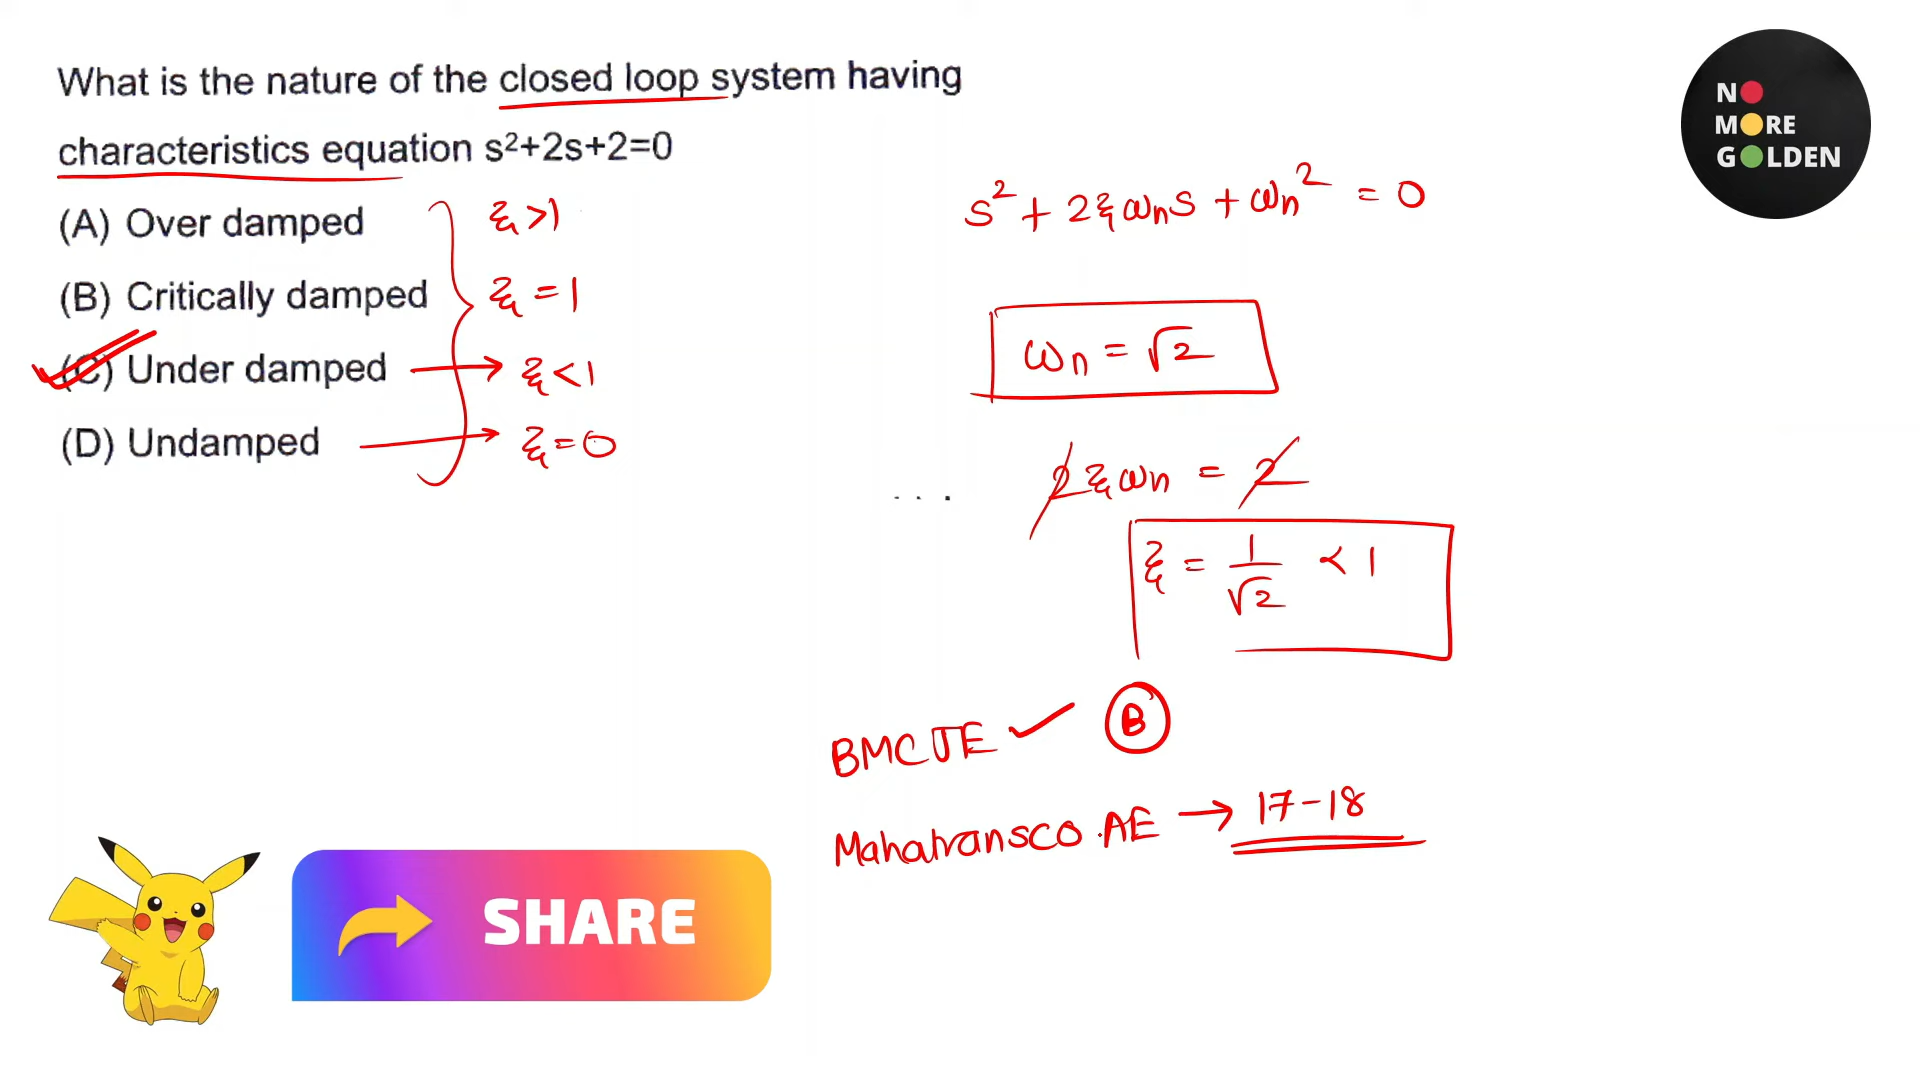 What is the nature of the closed loop system having
characteristics equation s²+2s+2=0
(A) Over damped
ξ >1
(B) Critically damped
ξ = 1
(C) Under damped → ξ < 1
(D) Undamped → ξ = 0
s² + 2ξωns + ωn² = 0
ωn = √2
2ξωn = 2
ξ = 1/√2 < 1
BMC JE ✓ B
Mahatransco AE → 17-18
SHARE
NO
MORE
GOLDEN